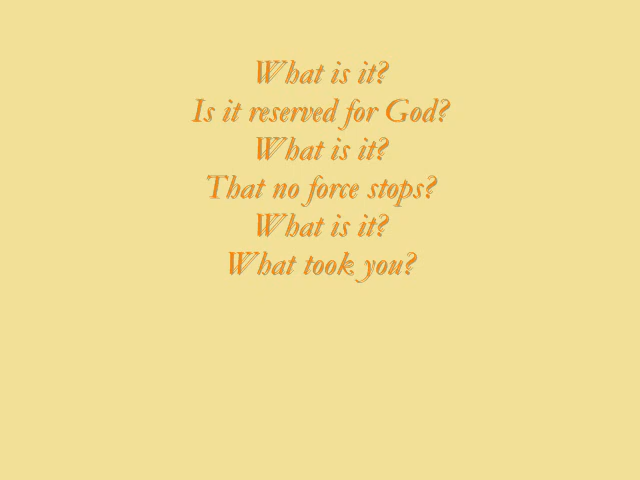 What is it?
Is it reserved for God?
What is it?
That no force stops?
What is it?
What took you?